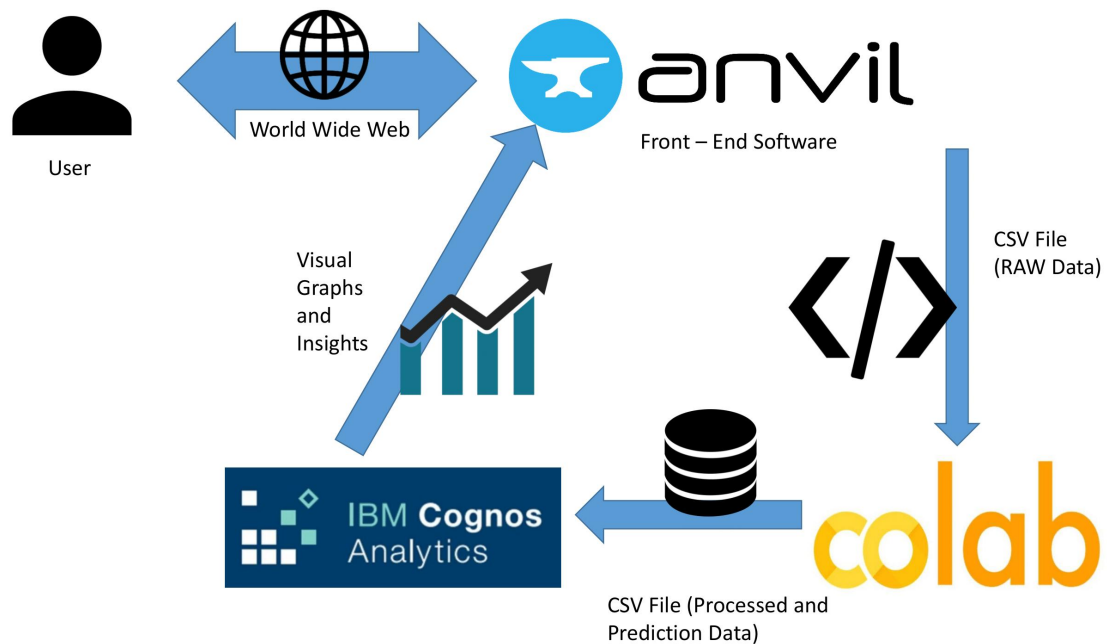 anvil
World Wide Web
Front – End Software
User
CSV File
(RAW Data)
Visual
Graphs
and
Insights
IBM Cognos
Analytics
colab
CSV File (Processed and
Prediction Data)